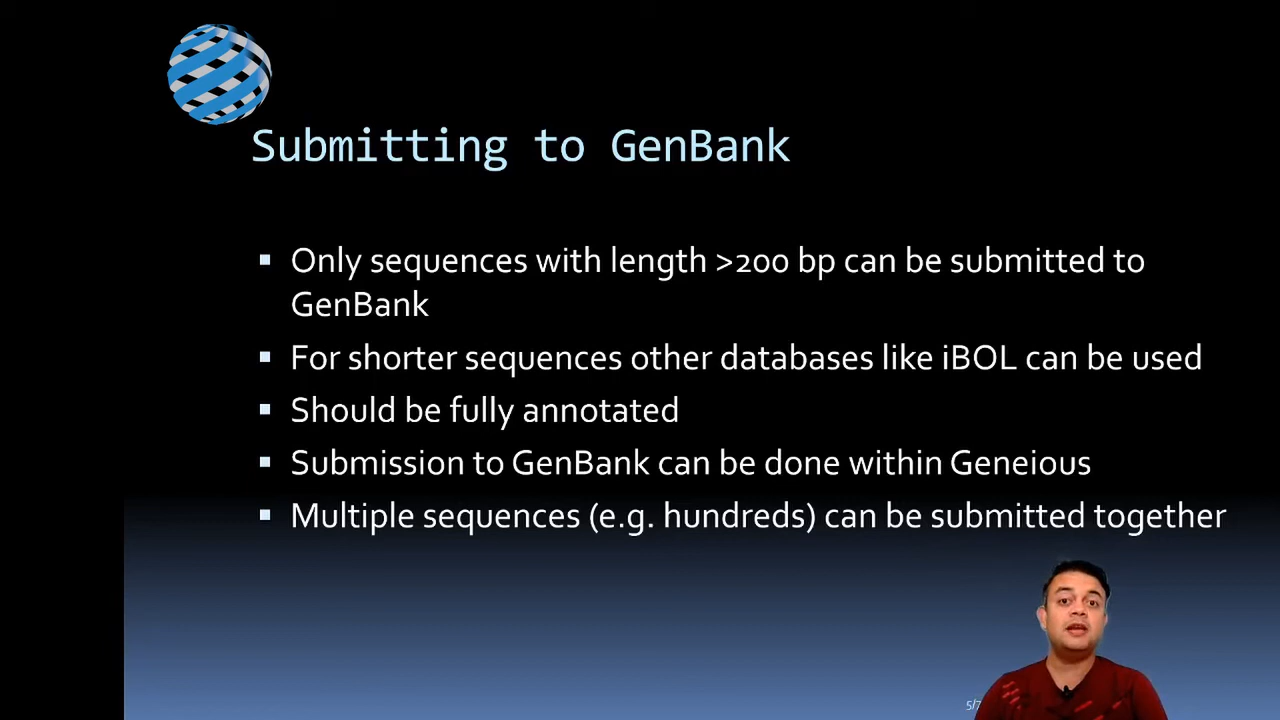 Submitting to GenBank
Only sequences with length >200 bp can be submitted to
GenBank
For shorter sequences other databases like iBOL can be used
Should be fully annotated
Submission to GenBank can be done within Geneious
Multiple sequences (e.g. hundreds) can be submitted together